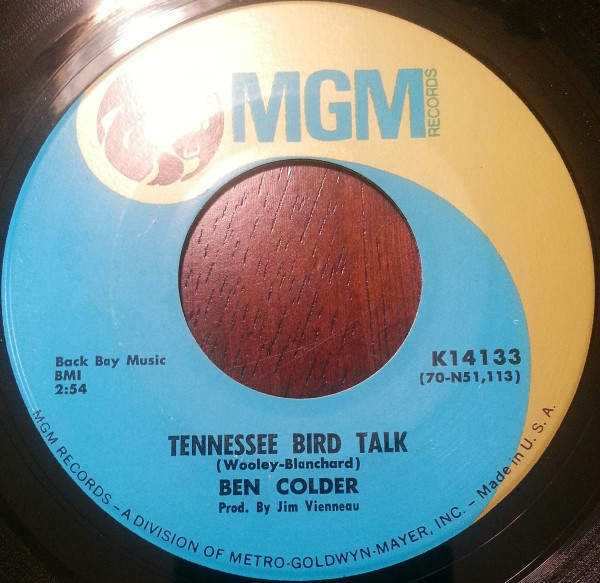 MGM
RECORDS
Back Bay Music
BMI
2:54
K14133
(70-N51,113)
TENNESSEE BIRD TALK
(Wooley-Blanchard)
BEN COLDER
Prod. By Jim Vienneau
MGM RECORDS – A DIVISION OF METRO-GOLDWYN-MAYER, INC. – Made in U. S. A.